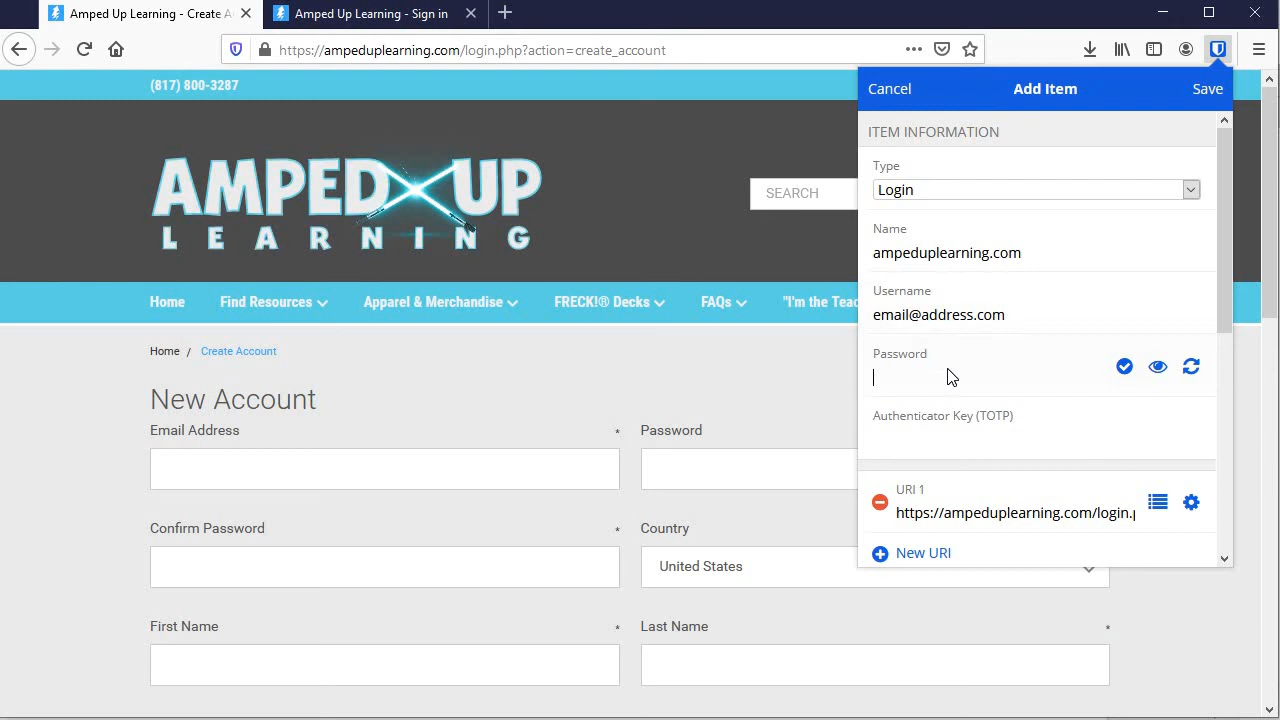 Amped Up Learning - Create A
Amped Up Learning - Sign in
https://ampeduplearning.com/login.php?action=create_account
(817) 800-3287
AMPED UP
LEARNING
SEARCH
Home
Find Resources
Apparel & Merchandise
FRECK!® Decks
FAQs
"I'm the Tea
Home / Create Account
New Account
Email Address *
Password
Confirm Password *
Country
United States
First Name *
Last Name *
Cancel
Add Item
Save
ITEM INFORMATION
Type
Login
Name
ampeduplearning.com
Username
email@address.com
Password
Authenticator Key (TOTP)
URI 1
https://ampeduplearning.com/login.p
New URI